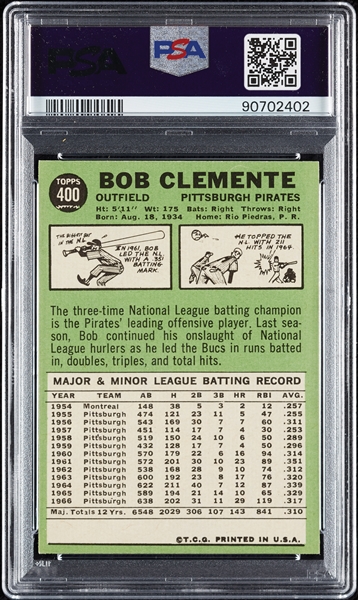 PSA
PSA
90702402
TOPPS
400
BOB CLEMENTE
OUTFIELD PITTSBURGH PIRATES
Ht: 5'11" Wt: 175 Bats: Right Throws: Right
Born: Aug. 18, 1934 Home: Rio Piedras, P. R.
THE BIGGEST BAT
IN THE N.L.
IN 1961, BOB
LED THE N.L.
WITH A .351
BATTING
MARK.
HE TOPPED THE
N.L. WITH 211
HITS IN
1964
The three-time National League batting champion
is the Pirates' leading offensive player. Last sea-
son, Bob continued his onslaught of National
League hurlers as he led the Bucs in runs batted
in, doubles, triples, and total hits.
MAJOR & MINOR LEAGUE BATTING RECORD
YEAR TEAM AB H 2B 3B HR RBI AVG.
1954 Montreal 148 38 5 3 2 12 .257
1955 Pittsburgh 474 121 23 11 5 47 .255
1956 Pittsburgh 543 169 30 7 7 60 .311
1957 Pittsburgh 451 114 17 7 4 30 .253
1958 Pittsburgh 519 150 24 10 6 50 .289
1959 Pittsburgh 432 128 17 7 4 50 .296
1960 Pittsburgh 570 179 22 6 16 94 .314
1961 Pittsburgh 572 201 30 10 23 89 .351
1962 Pittsburgh 538 168 28 9 10 74 .312
1963 Pittsburgh 600 192 23 8 17 76 .320
1964 Pittsburgh 622 211 40 7 12 87 .339
1965 Pittsburgh 589 194 21 14 10 65 .329
1966 Pittsburgh 638 202 31 11 29 119 .317
Maj. Totals 12 Yrs. 6548 2029 306 107 143 841 .310
©T.C.G. PRINTED IN U.S.A.